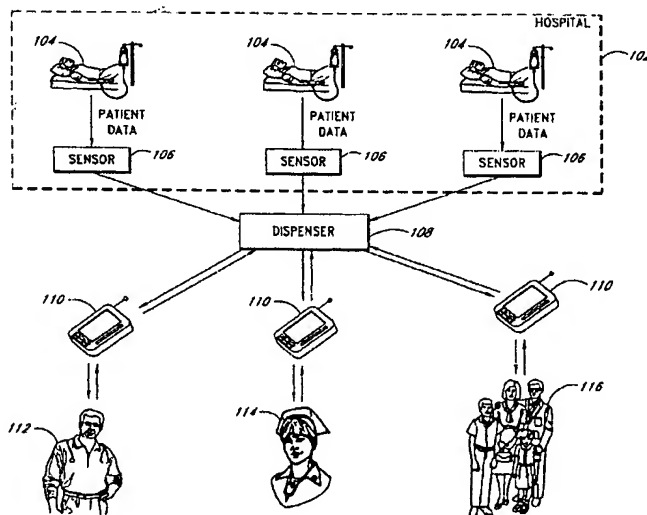 HOSPITAL
104
104
104
102
PATIENT
DATA
PATIENT
DATA
PATIENT
DATA
SENSOR
106
SENSOR
106
SENSOR
106
DISPENSER
108
110
110
110
112
114
116